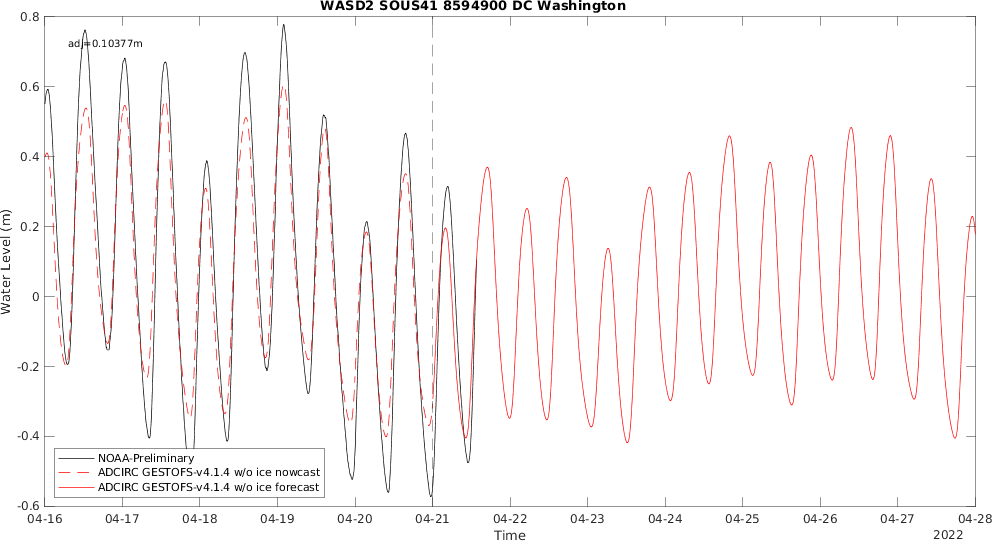 WASD2 SOUS41 8594900 DC Washington
adj=0.10377m
Water Level (m)
0.8
0.6
0.4
0.2
0
-0.2
-0.4
-0.6
NOAA-Preliminary
ADCIRC GESTOFS-v4.1.4 w/o ice nowcast
ADCIRC GESTOFS-v4.1.4 w/o ice forecast
04-16 04-17 04-18 04-19 04-20 04-21 04-22 04-23 04-24 04-25 04-26 04-27 04-28
Time
2022